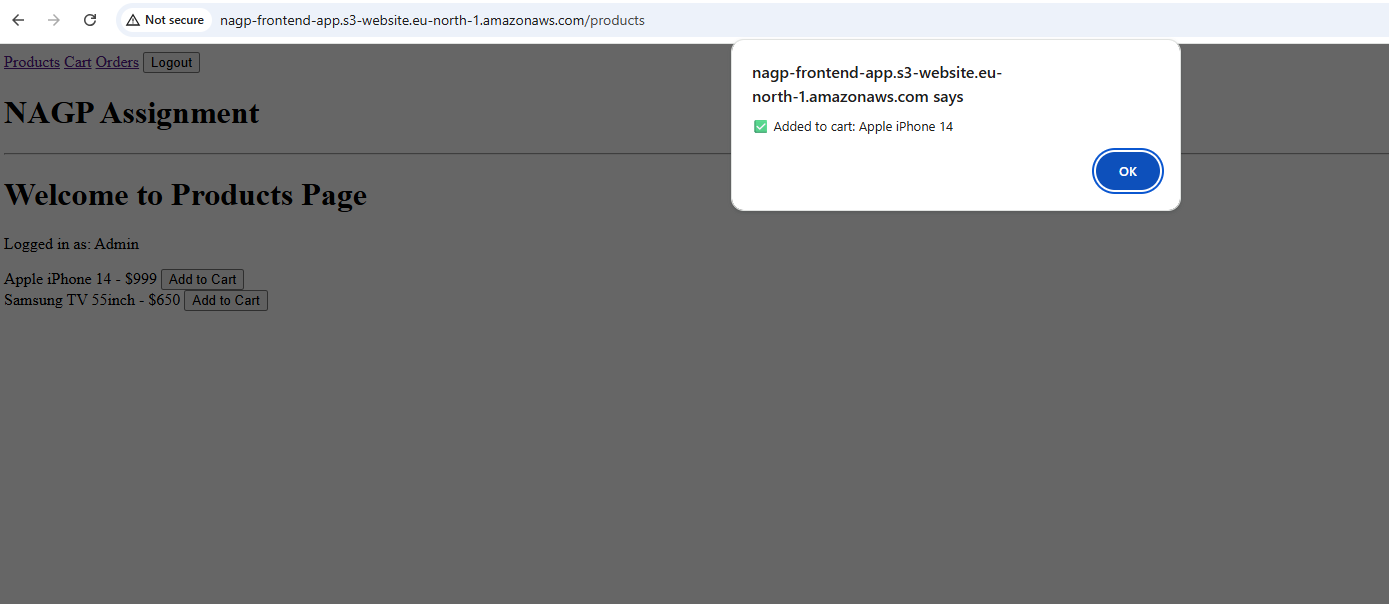 Not secure nagp-frontend-app.s3-website.eu-north-1.amazonaws.com/products
Products Cart Orders Logout
NAGP Assignment
Welcome to Products Page
Logged in as: Admin
Apple iPhone 14 - $999 Add to Cart
Samsung TV 55inch - $650 Add to Cart
nagp-frontend-app.s3-website.eu-
north-1.amazonaws.com says
✅ Added to cart: Apple iPhone 14
OK